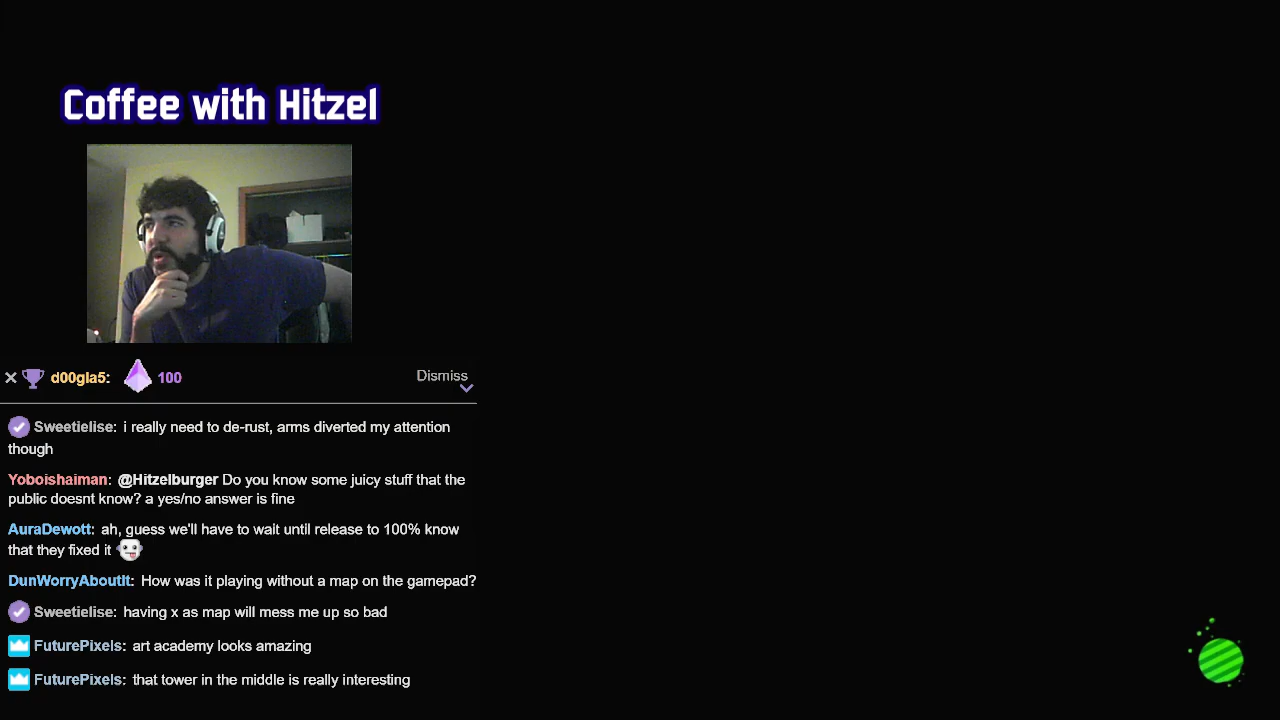 Coffee with Hitzel
d00gla5: 100 Dismiss
Sweetielise: i really need to de-rust, arms diverted my attention
though
Yoboishaiman: @Hitzelburger Do you know some juicy stuff that the
public doesnt know? a yes/no answer is fine
AuraDewott: ah, guess we'll have to wait until release to 100% know
that they fixed it
DunWorryAboutIt: How was it playing without a map on the gamepad?
Sweetielise: having x as map will mess me up so bad
FuturePixels: art academy looks amazing
FuturePixels: that tower in the middle is really interesting